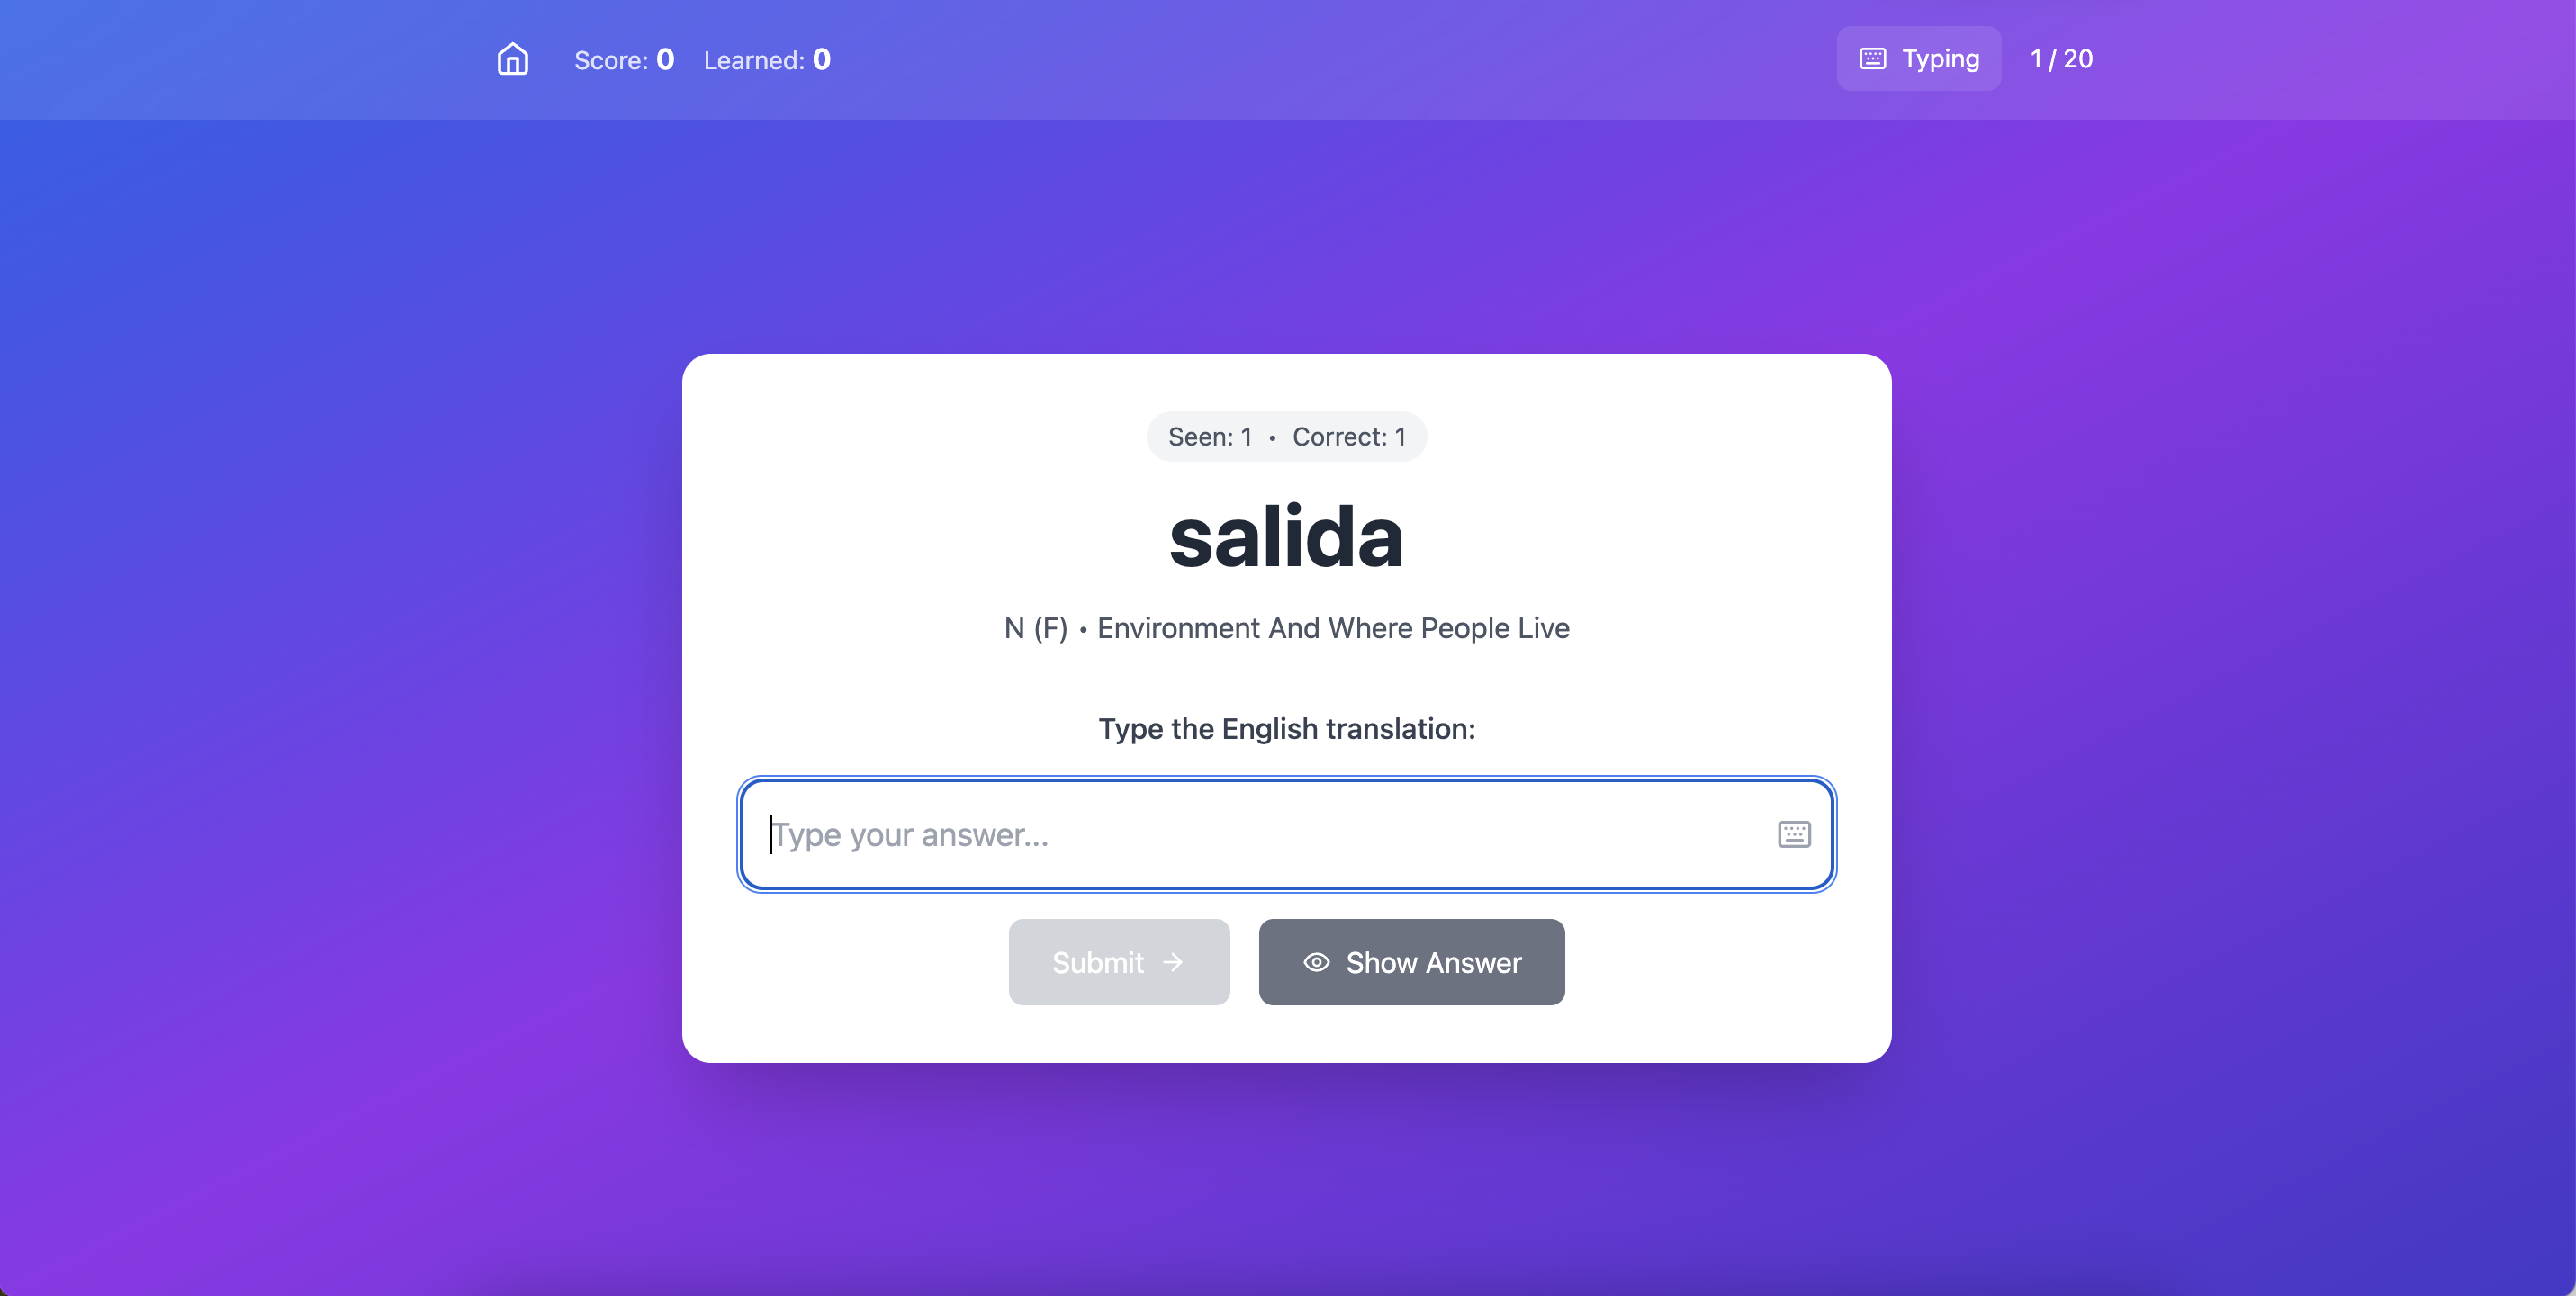 Score: 0 Learned: 0 Typing 1 / 20
Seen: 1 • Correct: 1
salida
N (F) • Environment And Where People Live
Type the English translation:
Type your answer...
Submit → Show Answer